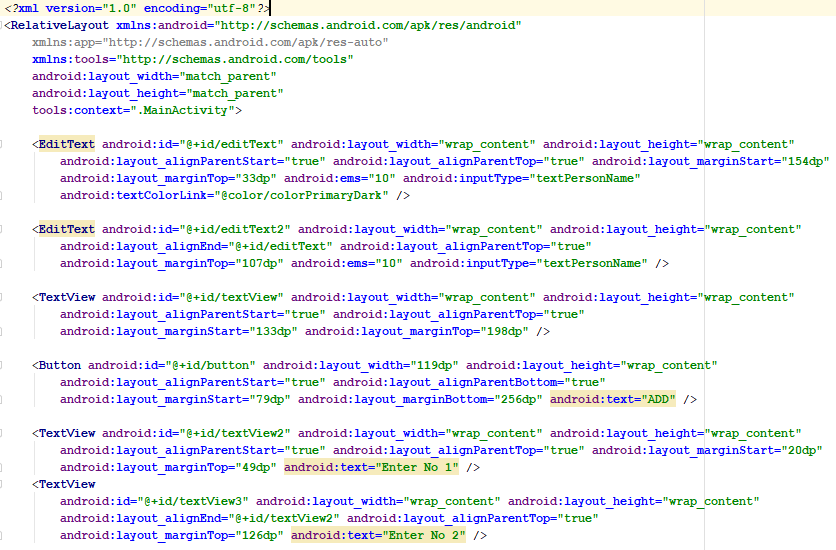 <?xml version="1.0" encoding="utf-8"?>
<RelativeLayout xmlns:android="http://schemas.android.com/apk/res/android"
    xmlns:app="http://schemas.android.com/apk/res-auto"
    xmlns:tools="http://schemas.android.com/tools"
    android:layout_width="match_parent"
    android:layout_height="match_parent"
    tools:context=".MainActivity">

    <EditText android:id="@+id/editText" android:layout_width="wrap_content" android:layout_height="wrap_content"
        android:layout_alignParentStart="true" android:layout_alignParentTop="true" android:layout_marginStart="154dp"
        android:layout_marginTop="33dp" android:ems="10" android:inputType="textPersonName"
        android:textColorLink="@color/colorPrimaryDark" />

    <EditText android:id="@+id/editText2" android:layout_width="wrap_content" android:layout_height="wrap_content"
        android:layout_alignEnd="@+id/editText" android:layout_alignParentTop="true"
        android:layout_marginTop="107dp" android:ems="10" android:inputType="textPersonName" />

    <TextView android:id="@+id/textView" android:layout_width="wrap_content" android:layout_height="wrap_content"
        android:layout_alignParentStart="true" android:layout_alignParentTop="true"
        android:layout_marginStart="133dp" android:layout_marginTop="198dp" />

    <Button android:id="@+id/button" android:layout_width="119dp" android:layout_height="wrap_content"
        android:layout_alignParentStart="true" android:layout_alignParentBottom="true"
        android:layout_marginStart="79dp" android:layout_marginBottom="256dp" android:text="ADD" />

    <TextView android:id="@+id/textView2" android:layout_width="wrap_content" android:layout_height="wrap_content"
        android:layout_alignParentStart="true" android:layout_alignParentTop="true" android:layout_marginStart="20dp"
        android:layout_marginTop="49dp" android:text="Enter No 1" />
    <TextView
        android:id="@+id/textView3" android:layout_width="wrap_content" android:layout_height="wrap_content"
        android:layout_alignEnd="@+id/textView2" android:layout_alignParentTop="true"
        android:layout_marginTop="126dp" android:text="Enter No 2" />